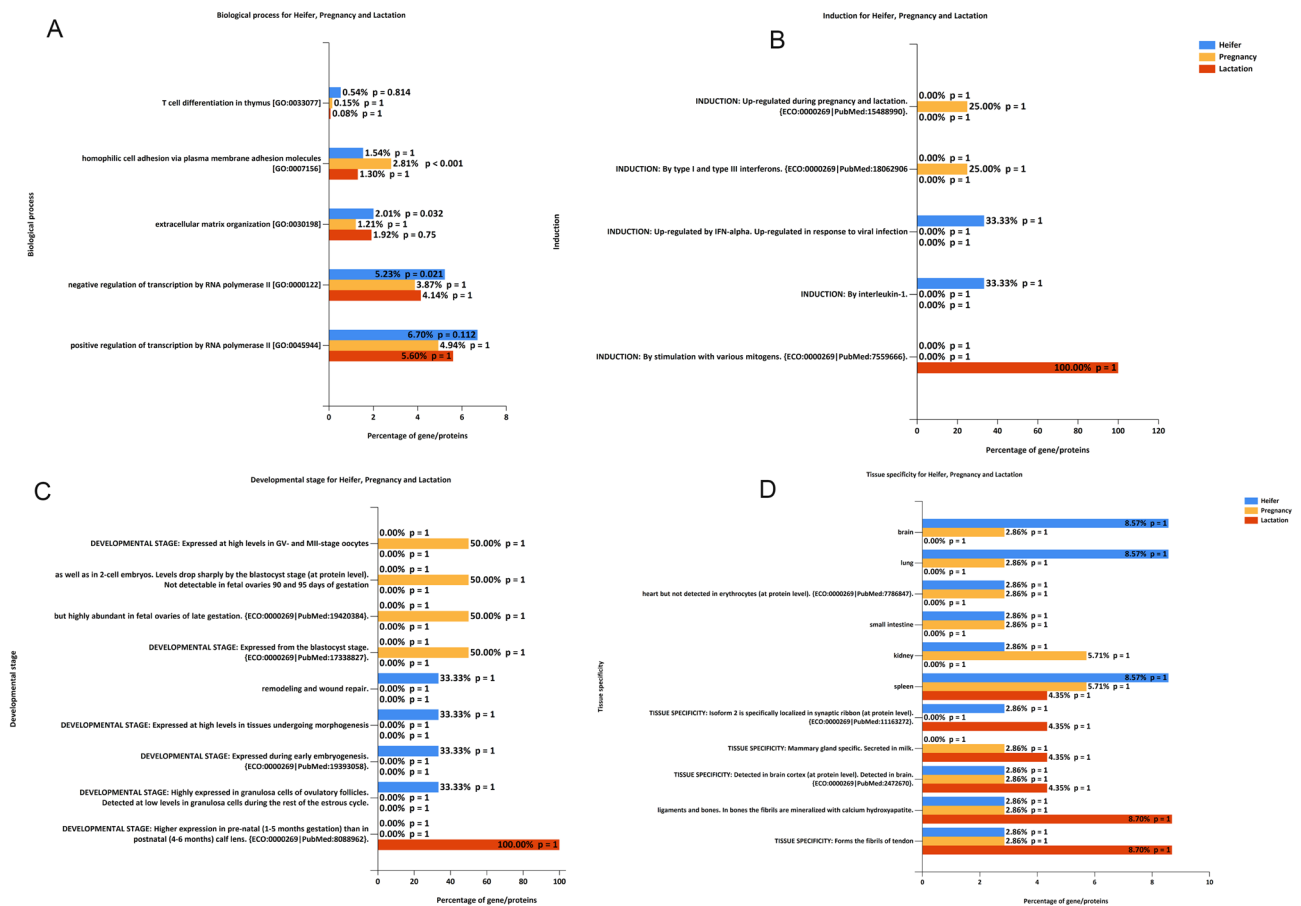 A
Biological process for Heifer, Pregnancy and Lactation
Biological process
T cell differentiation in thymus [GO:0033077]
0.54% p = 0.814
0.15% p = 1
0.08% p = 1
homophilic cell adhesion via plasma membrane adhesion molecules
[GO:0007156]
1.54% p = 1
2.81% p < 0.001
1.30% p = 1
extracellular matrix organization [GO:0030198]
2.01% p = 0.032
1.21% p = 1
1.92% p = 0.75
negative regulation of transcription by RNA polymerase II [GO:0000122]
5.23% p = 0.021
3.87% p = 1
4.14% p = 1
positive regulation of transcription by RNA polymerase II [GO:0045944]
6.70% p = 0.112
4.94% p = 1
5.60% p = 1
0 2 4 6 8
Percentage of gene/proteins
B
Induction for Heifer, Pregnancy and Lactation
Heifer
Pregnancy
Lactation
Induction
INDUCTION: Up-regulated during pregnancy and lactation.
{ECO:0000269|PubMed:15488990}.
0.00% p = 1
25.00% p = 1
0.00% p = 1
INDUCTION: By type I and type III interferons. {ECO:0000269|PubMed:18062906
0.00% p = 1
25.00% p = 1
0.00% p = 1
INDUCTION: Up-regulated by IFN-alpha. Up-regulated in response to viral infection
33.33% p = 1
0.00% p = 1
0.00% p = 1
INDUCTION: By interleukin-1.
33.33% p = 1
0.00% p = 1
0.00% p = 1
INDUCTION: By stimulation with various mitogens. {ECO:0000269|PubMed:7559666}.
0.00% p = 1
0.00% p = 1
100.00% p = 1
0 20 40 60 80 100 120
Percentage of gene/proteins
C
Developmental stage for Heifer, Pregnancy and Lactation
Developmental stage
DEVELOPMENTAL STAGE: Expressed at high levels in GV- and MII-stage oocytes
0.00% p = 1
50.00% p = 1
0.00% p = 1
as well as in 2-cell embryos. Levels drop sharply by the blastocyst stage (at protein level).
Not detectable in fetal ovaries 90 and 95 days of gestation
0.00% p = 1
50.00% p = 1
0.00% p = 1
but highly abundant in fetal ovaries of late gestation. {ECO:0000269|PubMed:19420384}.
0.00% p = 1
50.00% p = 1
0.00% p = 1
DEVELOPMENTAL STAGE: Expressed from the blastocyst stage.
{ECO:0000269|PubMed:17338827}.
0.00% p = 1
50.00% p = 1
0.00% p = 1
remodeling and wound repair.
33.33% p = 1
0.00% p = 1
0.00% p = 1
DEVELOPMENTAL STAGE: Expressed at high levels in tissues undergoing morphogenesis
33.33% p = 1
0.00% p = 1
0.00% p = 1
DEVELOPMENTAL STAGE: Expressed during early embryogenesis.
{ECO:0000269|PubMed:19393058}.
33.33% p = 1
0.00% p = 1
0.00% p = 1
DEVELOPMENTAL STAGE: Highly expressed in granulosa cells of ovulatory follicles.
Detected at low levels in granulosa cells during the rest of the estrous cycle.
33.33% p = 1
0.00% p = 1
0.00% p = 1
DEVELOPMENTAL STAGE: Higher expression in pre-natal (1-5 months gestation) than in
postnatal (4-6 months) calf lens. {ECO:0000269|PubMed:8088962}.
0.00% p = 1
0.00% p = 1
100.00% p = 1
0 20 40 60 80 100
Percentage of gene/proteins
D
Tissue specificity for Heifer, Pregnancy and Lactation
Heifer
Pregnancy
Lactation
Tissue specificity
brain
8.57% p = 1
2.86% p = 1
0.00% p = 1
lung
8.57% p = 1
2.86% p = 1
0.00% p = 1
heart but not detected in erythrocytes (at protein level). {ECO:0000269|PubMed:7786847}.
2.86% p = 1
2.86% p = 1
0.00% p = 1
small intestine
2.86% p = 1
2.86% p = 1
0.00% p = 1
kidney
2.86% p = 1
5.71% p = 1
0.00% p = 1
spleen
8.57% p = 1
5.71% p = 1
4.35% p = 1
TISSUE SPECIFICITY: Isoform 2 is specifically localized in synaptic ribbon (at protein level).
{ECO:0000269|PubMed:11163272}.
2.86% p = 1
0.00% p = 1
4.35% p = 1
TISSUE SPECIFICITY: Mammary gland specific. Secreted in milk.
0.00% p = 1
2.86% p = 1
4.35% p = 1
TISSUE SPECIFICITY: Detected in brain cortex (at protein level). Detected in brain.
{ECO:0000269|PubMed:2472670}.
2.86% p = 1
2.86% p = 1
4.35% p = 1
ligaments and bones. In bones the fibrils are mineralized with calcium hydroxyapatite.
2.86% p = 1
2.86% p = 1
8.70% p = 1
TISSUE SPECIFICITY: Forms the fibrils of tendon
2.86% p = 1
2.86% p = 1
8.70% p = 1
0 2 4 6 8 10
Percentage of gene/proteins